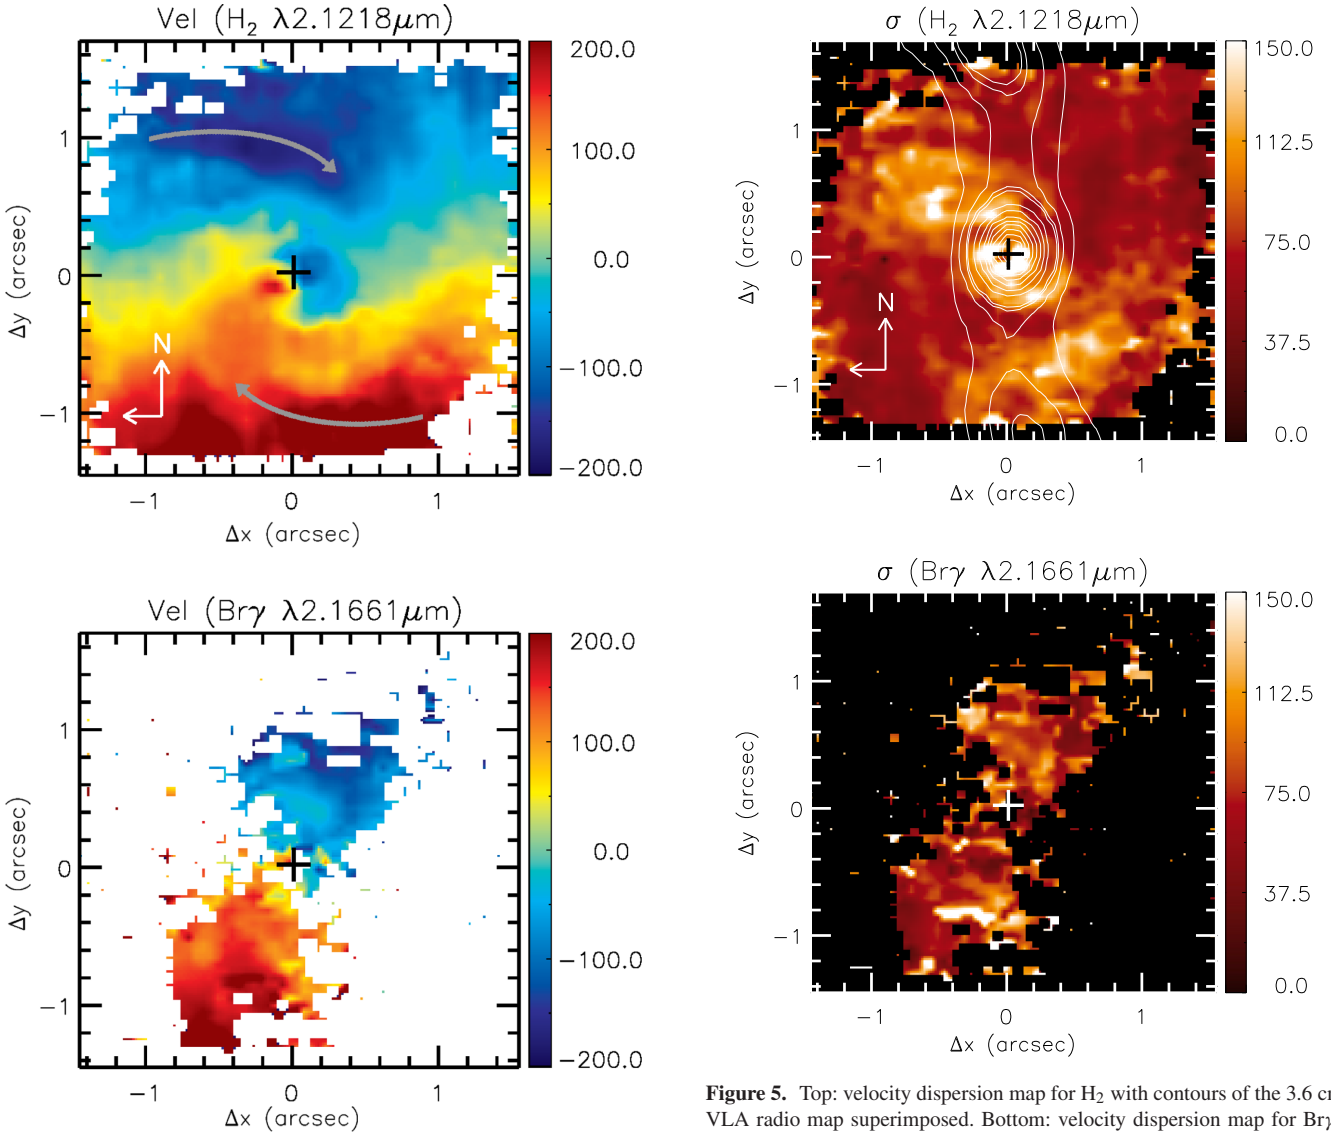 Vel (H₂ λ2.1218μm)
200.0
100.0
0.0
−100.0
−200.0
1
0
−1
Δy (arcsec)
N
−1 0 1
Δx (arcsec)
σ (H₂ λ2.1218μm)
150.0
112.5
75.0
37.5
0.0
1
0
−1
Δy (arcsec)
N
−1 0 1
Δx (arcsec)
Vel (Brγ λ2.1661μm)
200.0
100.0
0.0
−100.0
−200.0
1
0
−1
Δy (arcsec)
−1 0 1
Δx (arcsec)
σ (Brγ λ2.1661μm)
150.0
112.5
75.0
37.5
0.0
1
0
−1
Δy (arcsec)
−1 0 1
Δx (arcsec)
Figure 5. Top: velocity dispersion map for H₂ with contours of the 3.6 cm
VLA radio map superimposed. Bottom: velocity dispersion map for Brγ